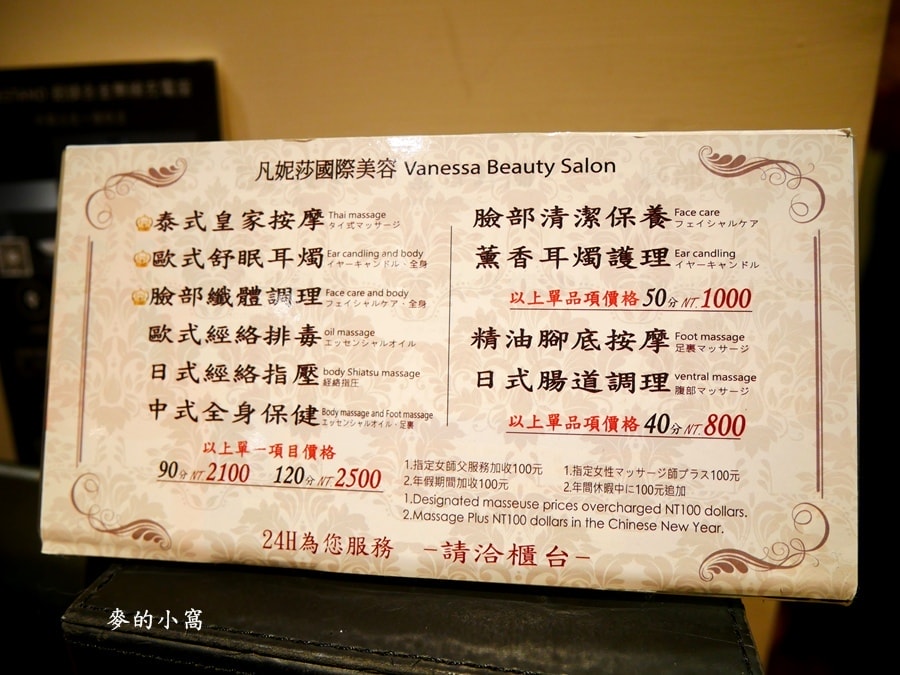 凡妮莎國際美容 Vanessa Beauty Salon
泰式皇家按摩 Thai massage
タイ式マッサージ
歐式舒眠耳燭 Ear candling and body
イヤーキャンドル・全身
臉部纖體調理 Face care and body
フェイシャルケア・全身
歐式經絡排毒 oil massage
エッセンシャルオイル
日式經絡指壓 body Shiatsu massage
経絡指圧
中式全身保健 Body massage and Foot massage
エッセンシャルオイル・足裏
以上單一項目價格
90分NT2100 120分NT2500
臉部清潔保養 Face care
フェイシャルケア
薰香耳燭護理 Ear candling
イヤーキャンドル
以上單品項價格50分NT.1000
精油腳底按摩 Foot massage
足裏マッサージ
日式腸道調理 ventral massage
腹部マッサージ
以上單品項價格40分NT.800
1.指定女師父服務加收100元
2.年假期間加收100元
1.指定女性マッサージ師プラス100元
2.年間休暇中に100元追加
1.Designated masseuse prices overcharged NT100 dollars.
2.Massage Plus NT100 dollars in the Chinese New Year.
24H為您服務 -請洽櫃台-
麥的小窩